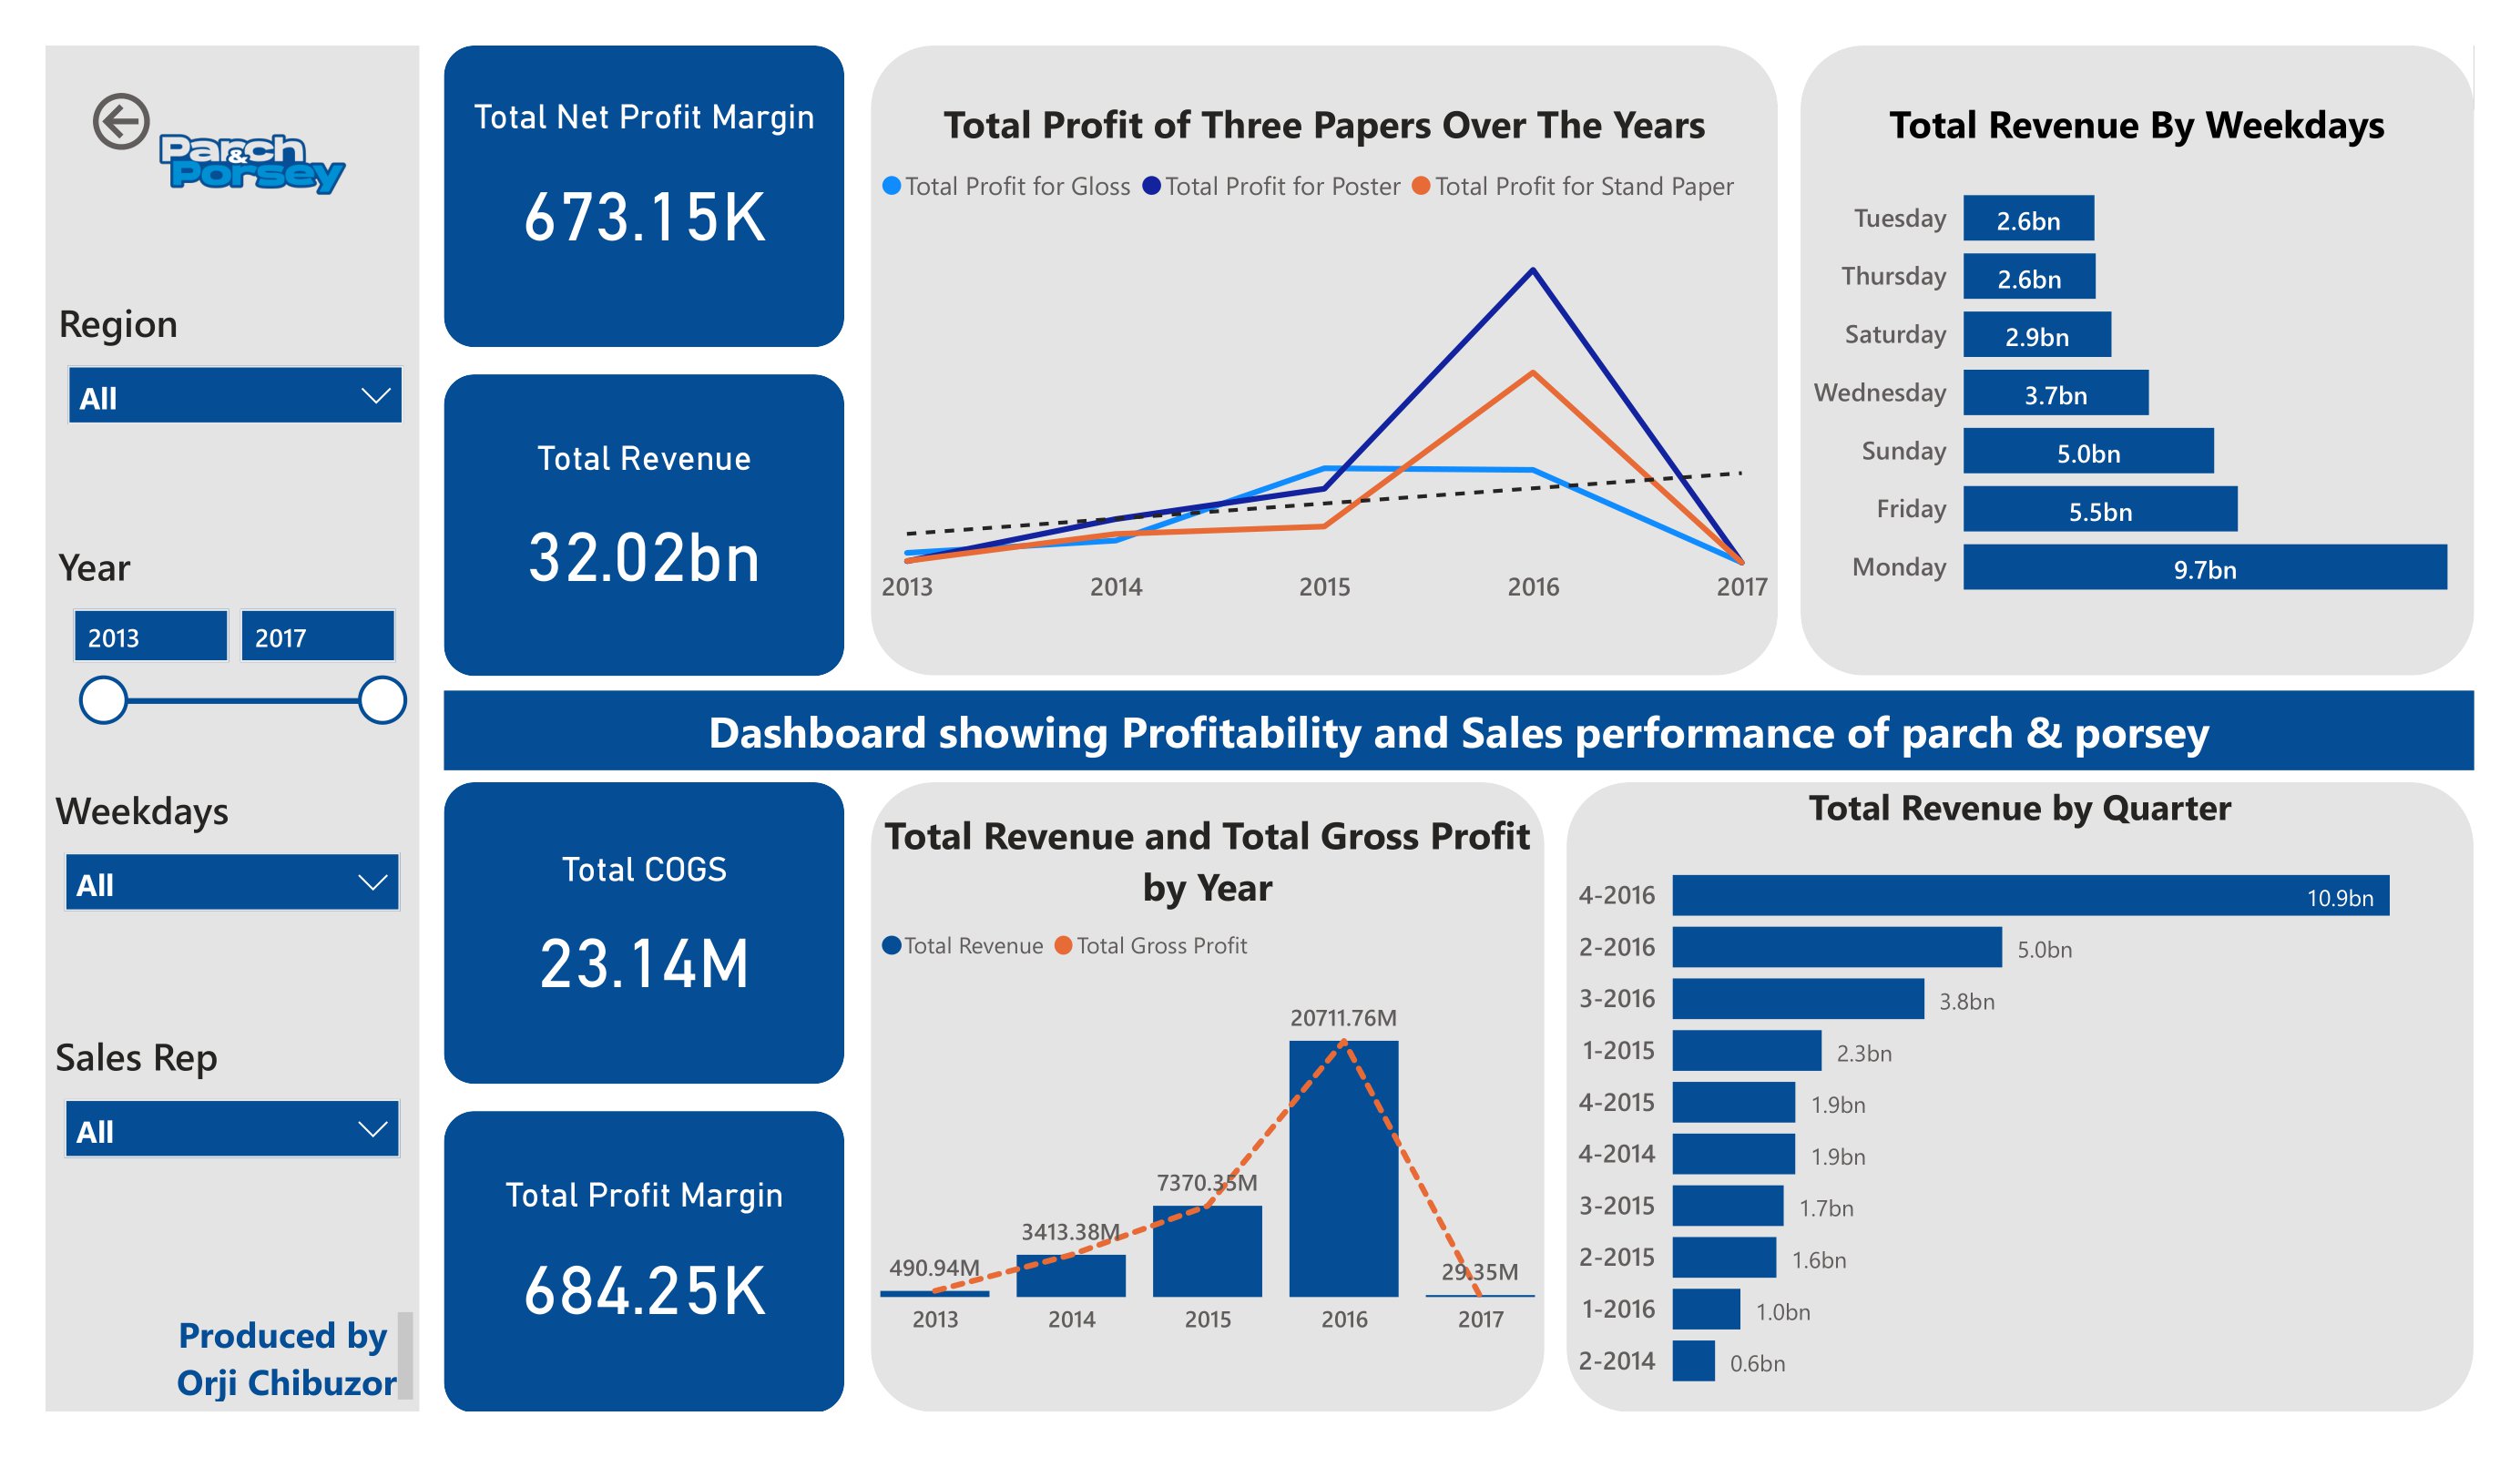 Parch
&
Porsey
Region
All
Year
2013 2017
Weekdays
All
Sales Rep
All
Produced by
Orji Chibuzor
Total Net Profit Margin
673.15K
Total Revenue
32.02bn
Total Profit of Three Papers Over The Years
Total Profit for Gloss Total Profit for Poster Total Profit for Stand Paper
2013 2014 2015 2016 2017
Total Revenue By Weekdays
Tuesday 2.6bn
Thursday 2.6bn
Saturday 2.9bn
Wednesday 3.7bn
Sunday 5.0bn
Friday 5.5bn
Monday 9.7bn
Dashboard showing Profitability and Sales performance of parch & porsey
Total COGS
23.14M
Total Profit Margin
684.25K
Total Revenue and Total Gross Profit
by Year
Total Revenue Total Gross Profit
20711.76M
7370.35M
3413.38M
490.94M 29.35M
2013 2014 2015 2016 2017
Total Revenue by Quarter
4-2016 10.9bn
2-2016 5.0bn
3-2016 3.8bn
1-2015 2.3bn
4-2015 1.9bn
4-2014 1.9bn
3-2015 1.7bn
2-2015 1.6bn
1-2016 1.0bn
2-2014 0.6bn